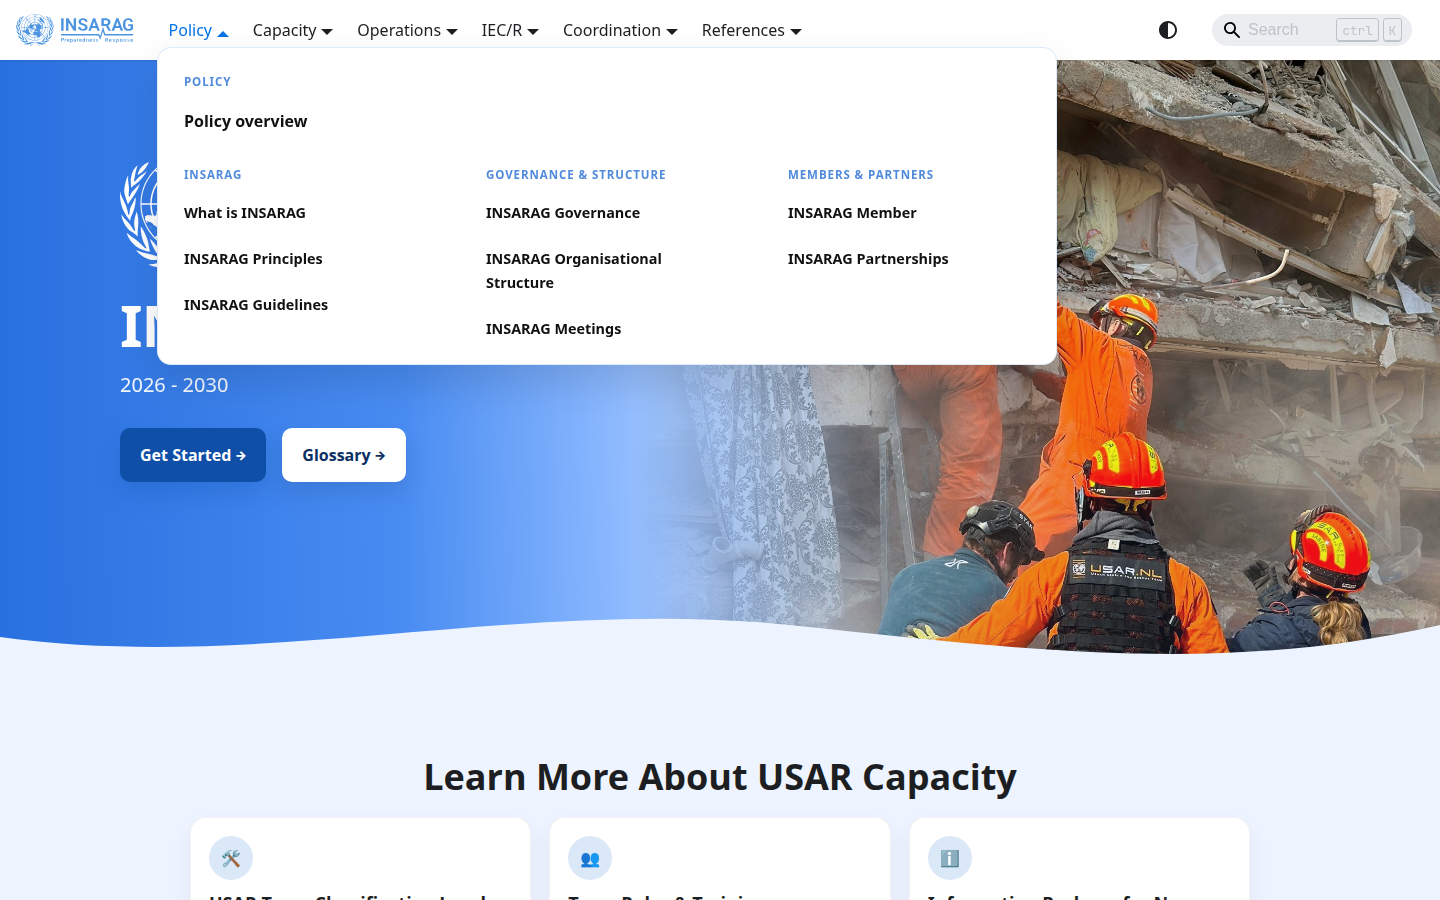 INSARAG
Preparedness Response
Policy
Capacity
Operations
IEC/R
Coordination
References
Search
ctrl
K
POLICY
Policy overview
INSARAG
What is INSARAG
INSARAG Principles
INSARAG Guidelines
GOVERNANCE & STRUCTURE
INSARAG Governance
INSARAG Organisational
Structure
INSARAG Meetings
MEMBERS & PARTNERS
INSARAG Member
INSARAG Partnerships
2026 - 2030
Get Started →
Glossary →
USAR.NL
Learn More About USAR Capacity